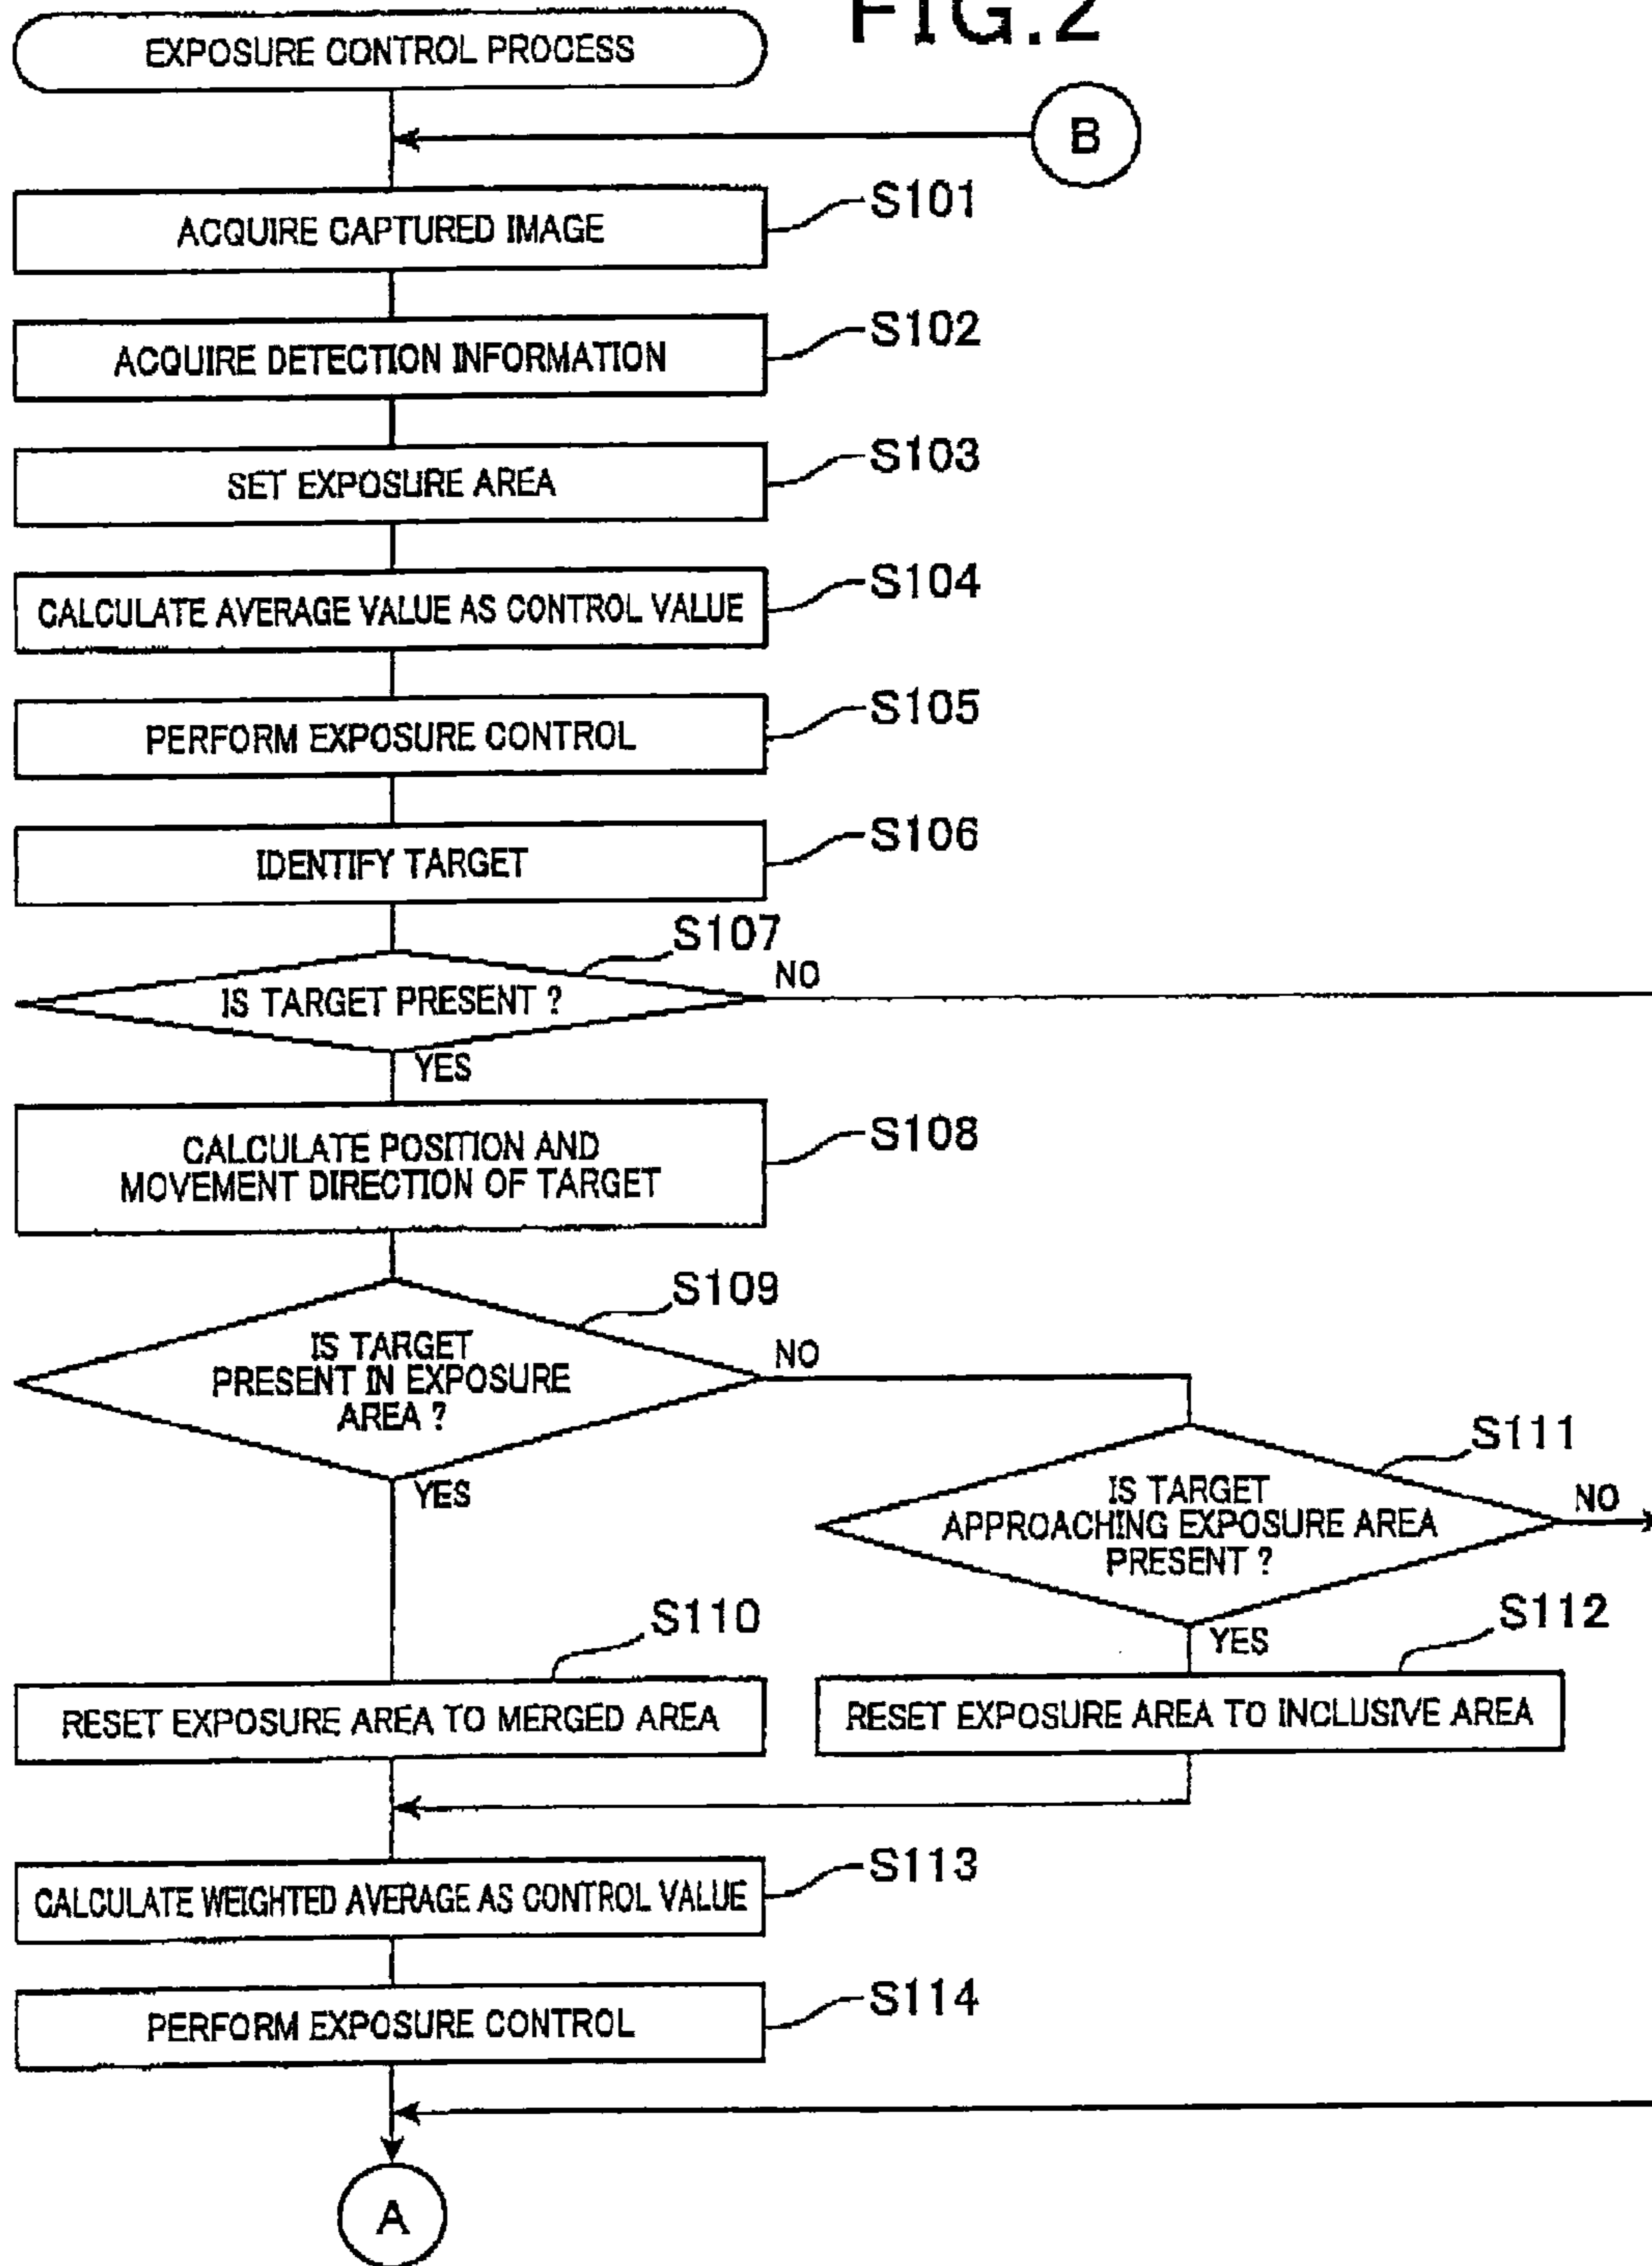 FIG.2
EXPOSURE CONTROL PROCESS
B
S101
ACQUIRE CAPTURED IMAGE
S102
ACQUIRE DETECTION INFORMATION
S103
SET EXPOSURE AREA
S104
CALCULATE AVERAGE VALUE AS CONTROL VALUE
S105
PERFORM EXPOSURE CONTROL
S106
IDENTIFY TARGET
S107
NO
IS TARGET PRESENT ?
YES
S108
CALCULATE POSITION AND
MOVEMENT DIRECTION OF TARGET
S109
NO
IS TARGET
PRESENT IN EXPOSURE
AREA ?
YES
S111
NO
IS TARGET
APPROACHING EXPOSURE AREA
PRESENT ?
YES
S110
RESET EXPOSURE AREA TO MERGED AREA
S112
RESET EXPOSURE AREA TO INCLUSIVE AREA
S113
CALCULATE WEIGHTED AVERAGE AS CONTROL VALUE
S114
PERFORM EXPOSURE CONTROL
A